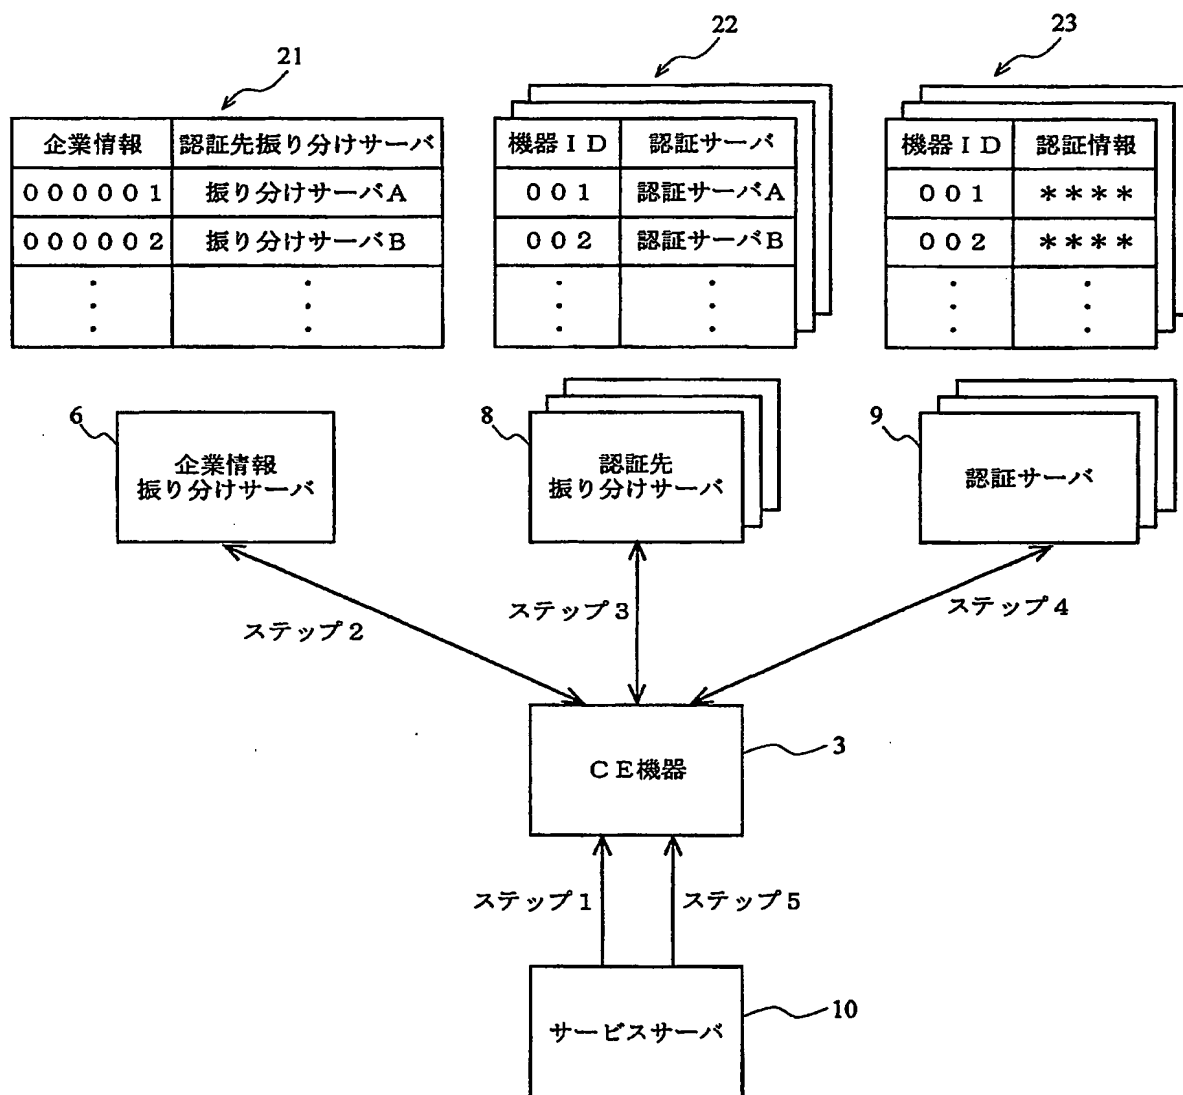 21
22
23
企業情報 認証先振り分けサーバ
000001 振り分けサーバA
000002 振り分けサーバB
機器ID 認証サーバ
001 認証サーバA
002 認証サーバB
機器ID 認証情報
001 ****
002 ****
6
企業情報
振り分けサーバ
8
認証先
振り分けサーバ
9
認証サーバ
ステップ2
ステップ3
ステップ4
CE機器
3
ステップ1
ステップ5
サービスサーバ
10